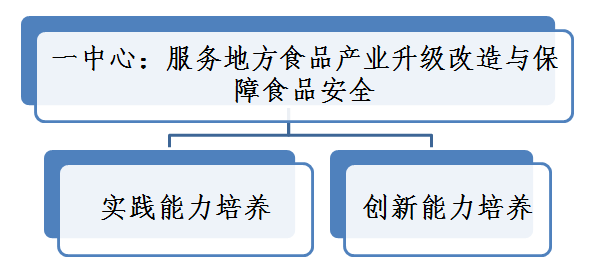 一中心：服务地方食品产业升级改造与保
障食品安全
实践能力培养
创新能力培养